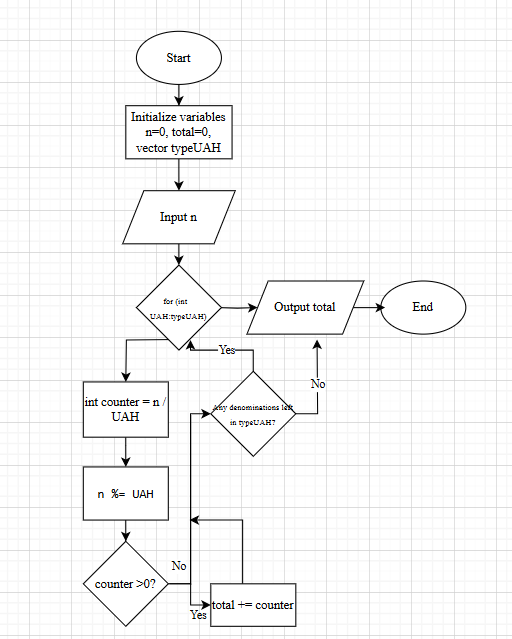 Start
Initialize variables
n=0, total=0,
vector typeUAH
Input n
for (int
UAH:typeUAH)
Output total
End
Yes
No
int counter = n /
UAH
Any denominations left
in typeUAH?
n %= UAH
No
counter >0?
Yes
total += counter